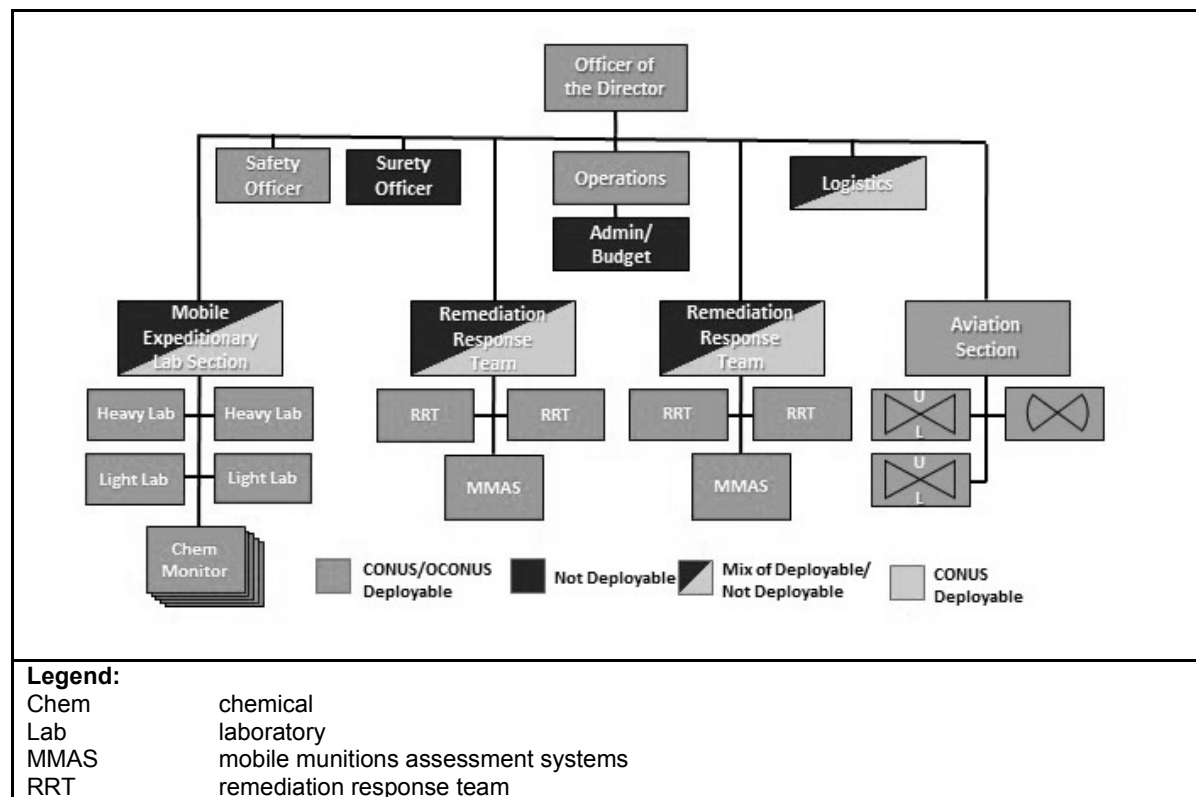 Officer of
the Director
Safety
Officer
Surety
Officer
Operations
Logistics
Admin/
Budget
Mobile
Expeditionary
Lab Section
Remediation
Response
Team
Remediation
Response
Team
Aviation
Section
Heavy Lab
Heavy Lab
RRT
RRT
RRT
RRT
U
L
Light Lab
Light Lab
MMAS
MMAS
U
L
Chem
Monitor
CONUS/OCONUS
Deployable
Not Deployable
Mix of Deployable/
Not Deployable
CONUS
Deployable
Legend:
Chem chemical
Lab laboratory
MMAS mobile munitions assessment systems
RRT remediation response team